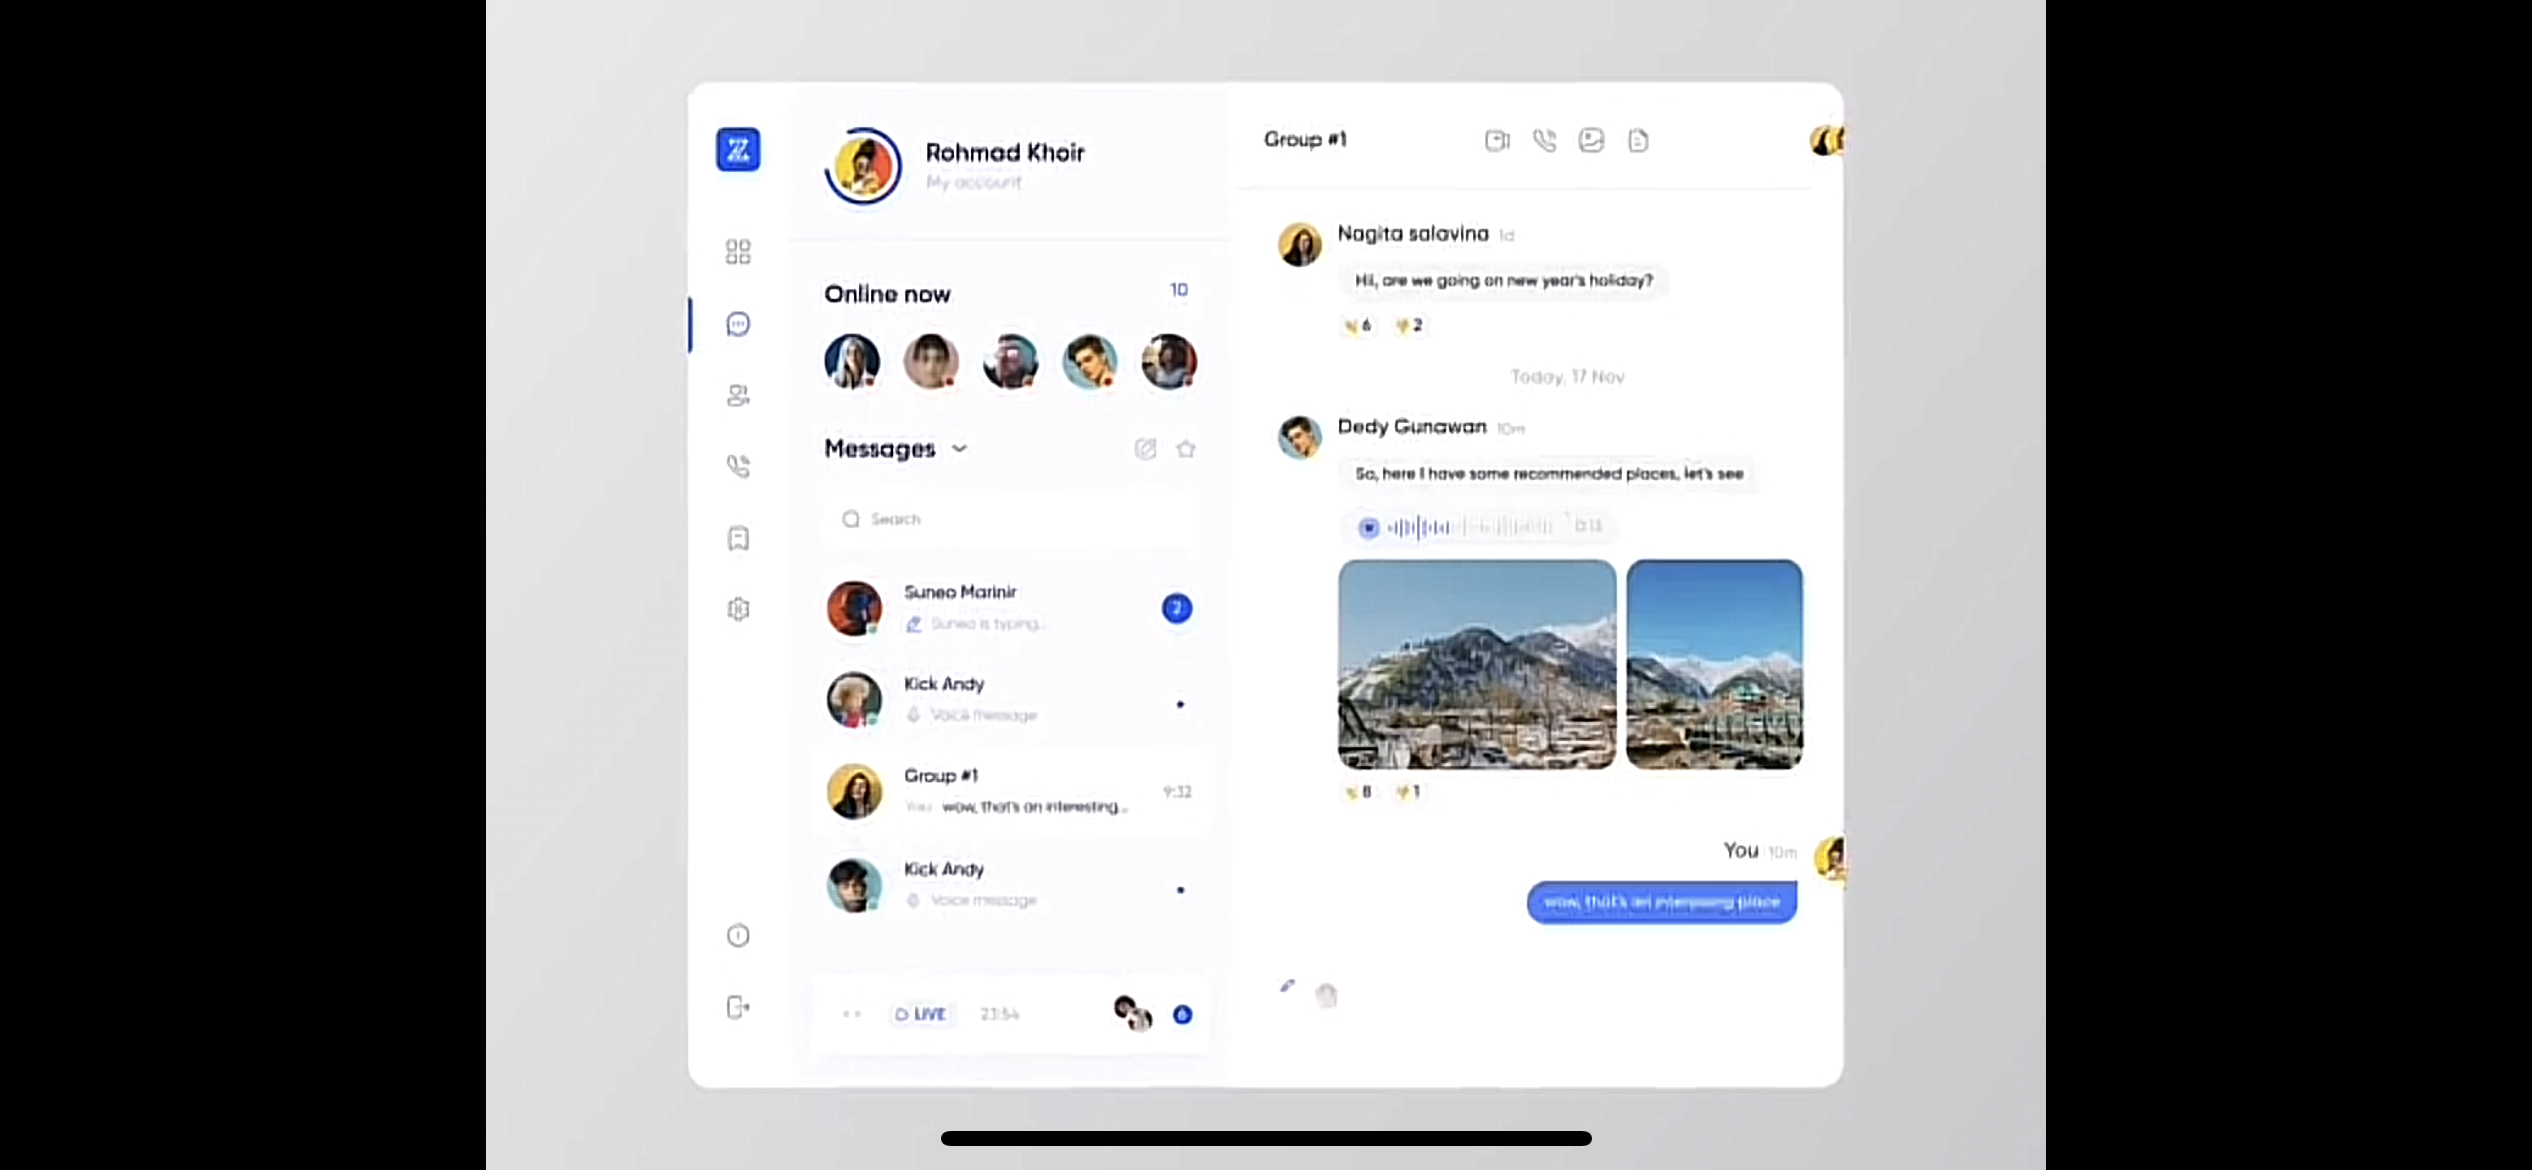 Z
Rohmad Khoir
My account
Online now
10
Messages
Search
Suneo Marinir
Suneo is typing...
2
Kick Andy
Voice message
Group #1
You: wow, that's an interesting...
9:32
Kick Andy
Voice message
LIVE
21:54
Group #1
Nagita salavina 1d
Hi, are we going on new year's holiday?
6 2
Today, 17 Nov
Dedy Gunawan 10m
So, here I have some recommended places, let's see
8 1
You 10m
wow, that's an interesting place